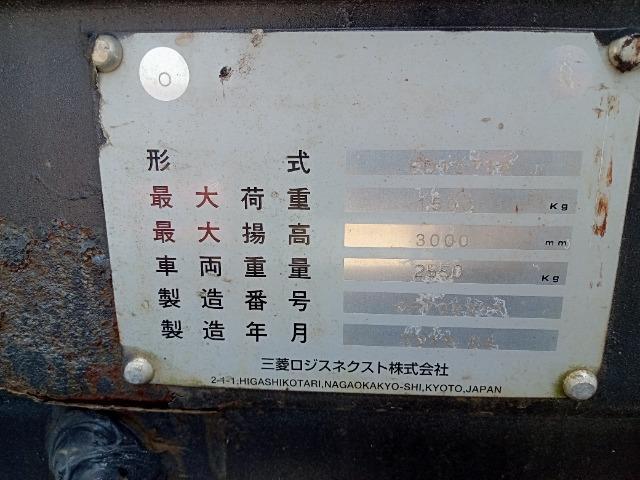 O
形 式
最大荷重 Kg
最大揚高 3000 mm
車両重量 2550 Kg
製造番号
製造年月
三菱ロジスネクスト株式会社
2-1-1,HIGASHIKOTARI,NAGAOKAKYO-SHI,KYOTO,JAPAN